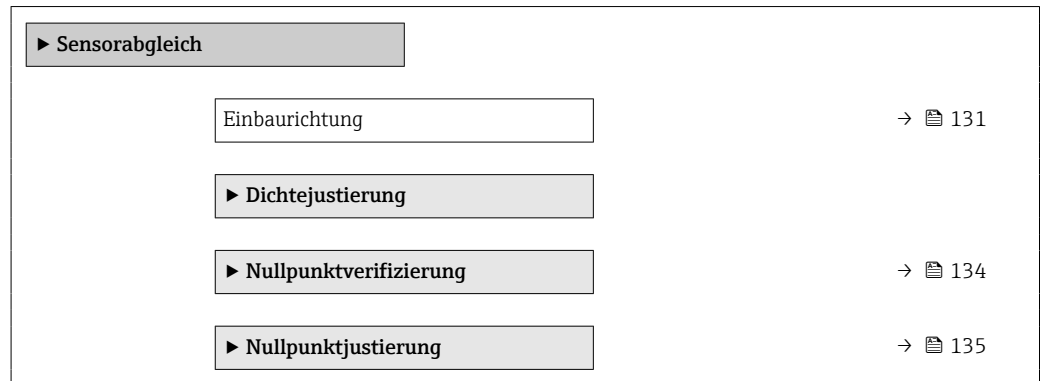 ▶ Sensorabgleich
Einbaurichtung → 131
▶ Dichtejustierung
▶ Nullpunktverifizierung → 134
▶ Nullpunktjustierung → 135